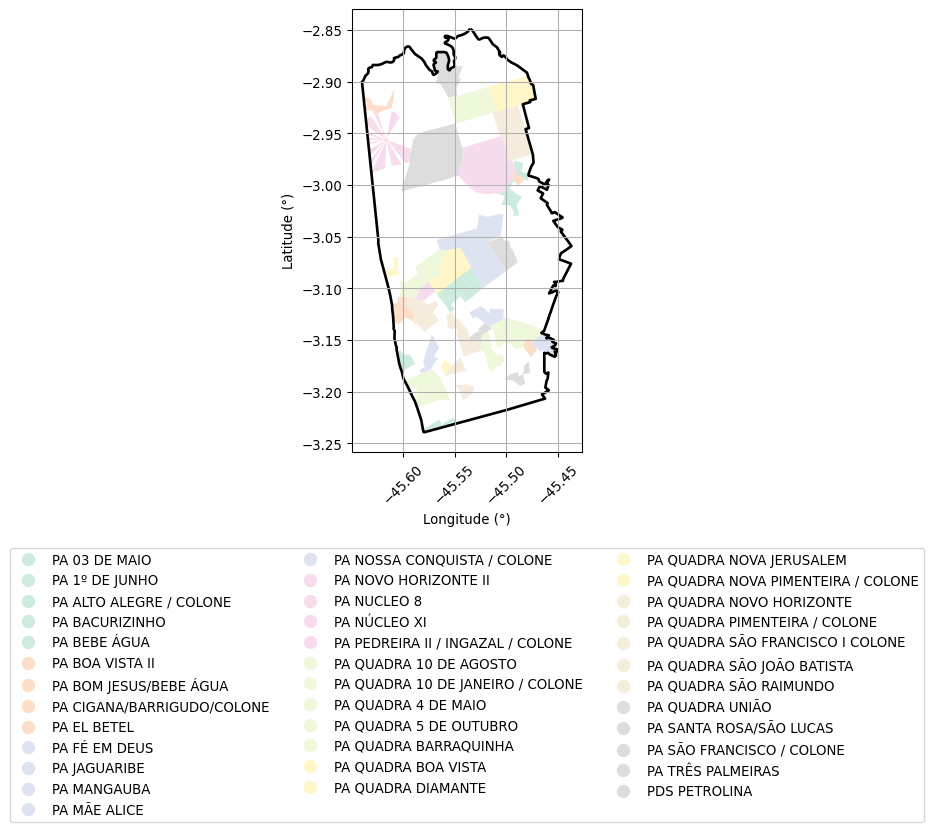 −2.85
−2.90
−2.95
−3.00
−3.05
−3.10
−3.15
−3.20
−3.25
Latitude (°)
−45.60
−45.55
−45.50
−45.45
Longitude (°)
PA 03 DE MAIO
PA 1º DE JUNHO
PA ALTO ALEGRE / COLONE
PA BACURIZINHO
PA BEBE ÁGUA
PA BOA VISTA II
PA BOM JESUS/BEBE ÁGUA
PA CIGANA/BARRIGUDO/COLONE
PA EL BETEL
PA FÉ EM DEUS
PA JAGUARIBE
PA MANGAUBA
PA MÃE ALICE
PA NOSSA CONQUISTA / COLONE
PA NOVO HORIZONTE II
PA NUCLEO 8
PA NÚCLEO XI
PA PEDREIRA II / INGAZAL / COLONE
PA QUADRA 10 DE AGOSTO
PA QUADRA 10 DE JANEIRO / COLONE
PA QUADRA 4 DE MAIO
PA QUADRA 5 DE OUTUBRO
PA QUADRA BARRAQUINHA
PA QUADRA BOA VISTA
PA QUADRA DIAMANTE
PA QUADRA NOVA JERUSALEM
PA QUADRA NOVA PIMENTEIRA / COLONE
PA QUADRA NOVO HORIZONTE
PA QUADRA PIMENTEIRA / COLONE
PA QUADRA SÃO FRANCISCO I COLONE
PA QUADRA SÃO JOÃO BATISTA
PA QUADRA SÃO RAIMUNDO
PA QUADRA UNIÃO
PA SANTA ROSA/SÃO LUCAS
PA SÃO FRANCISCO / COLONE
PA TRÊS PALMEIRAS
PDS PETROLINA